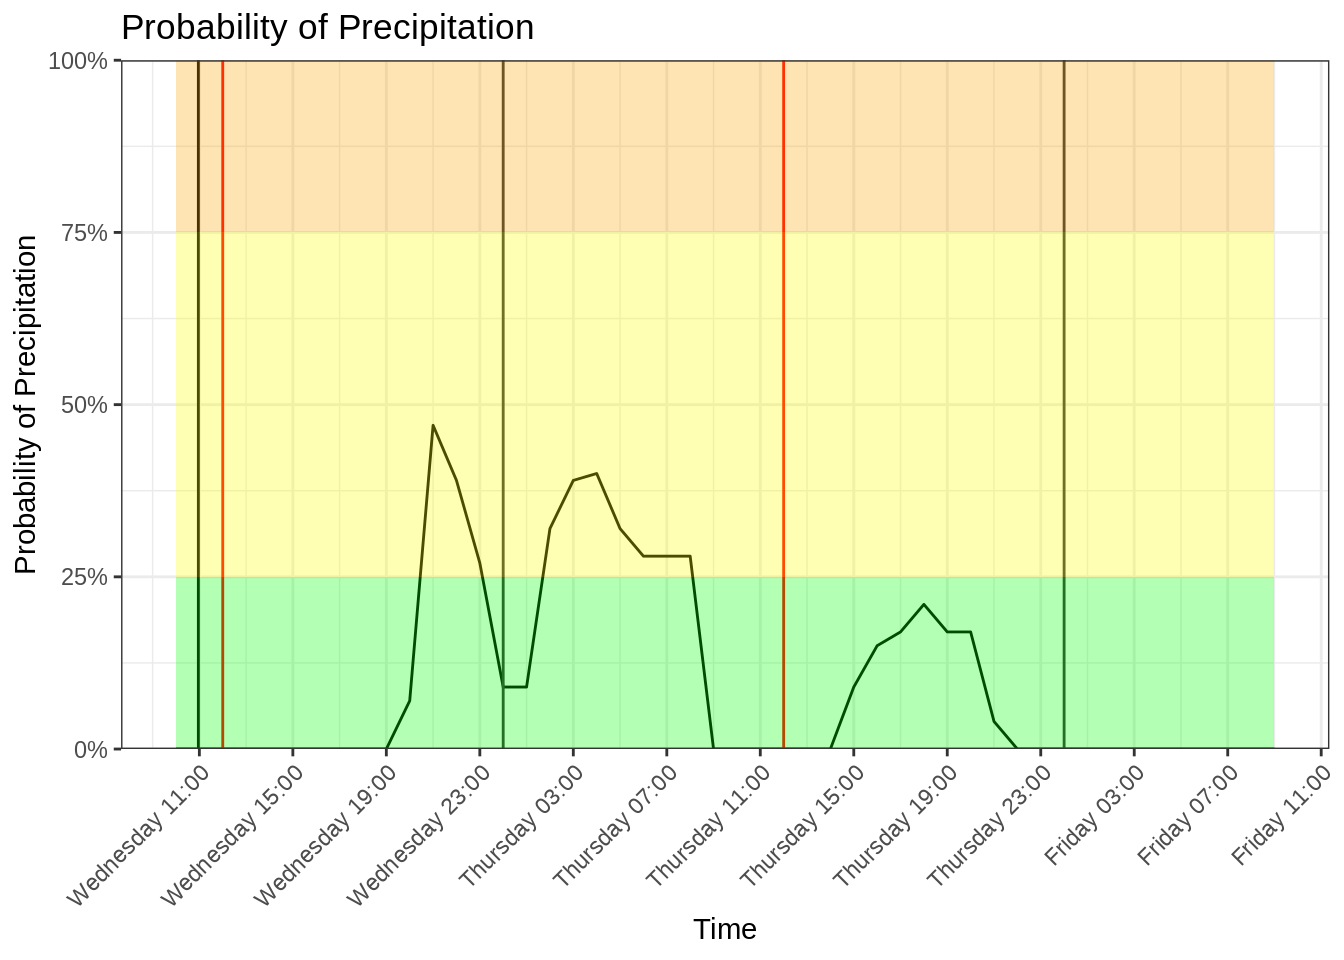 Probability of Precipitation
100%
75%
50%
25%
0%
Probability of Precipitation
Wednesday 11:00
Wednesday 15:00
Wednesday 19:00
Wednesday 23:00
Thursday 03:00
Thursday 07:00
Thursday 11:00
Thursday 15:00
Thursday 19:00
Thursday 23:00
Friday 03:00
Friday 07:00
Friday 11:00
Time